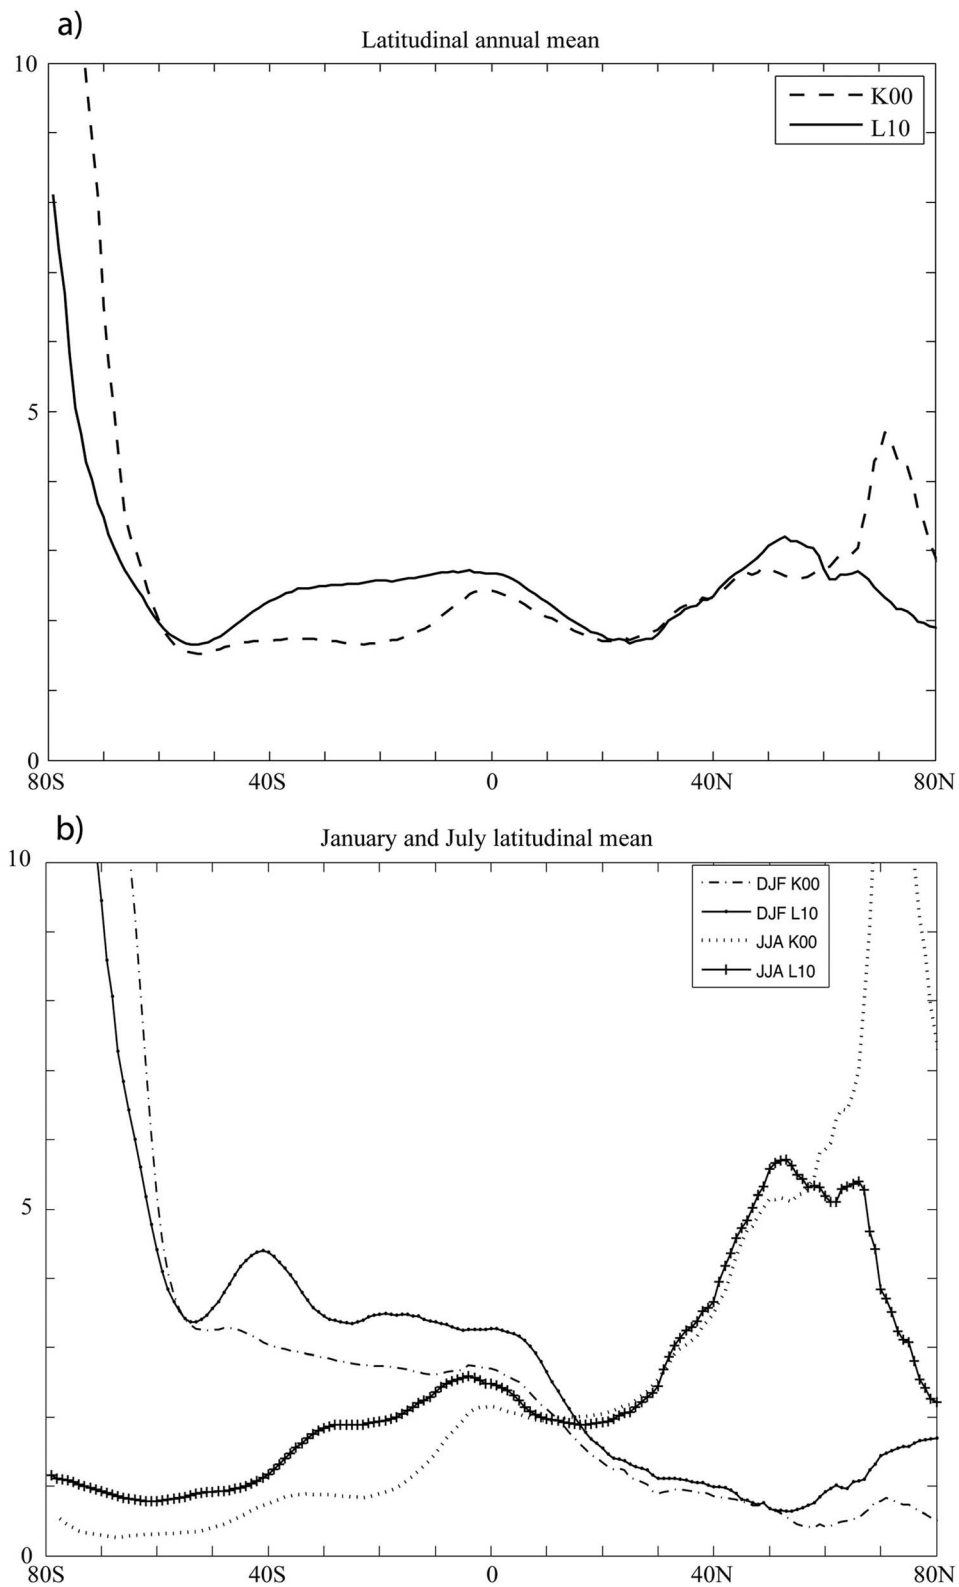 a)
Latitudinal annual mean
10
K00
L10
5
0
80S 40S 0 40N 80N
b)
January and July latitudinal mean
10
DJF K00
DJF L10
JJA K00
JJA L10
5
0
80S 40S 0 40N 80N